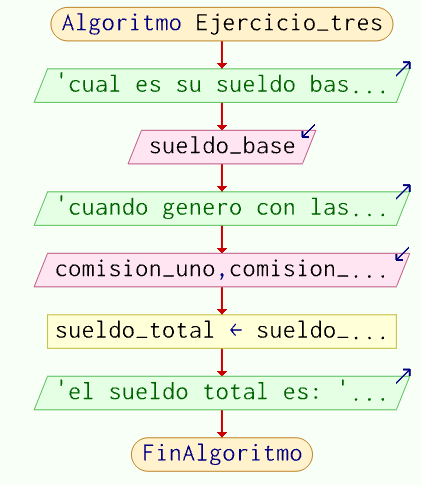 Algoritmo Ejercicio_tres
'cual es su sueldo bas...
sueldo_base
'cuando genero con las...
comision_uno,comision_...
sueldo_total ← sueldo_...
'el sueldo total es: '...
FinAlgoritmo